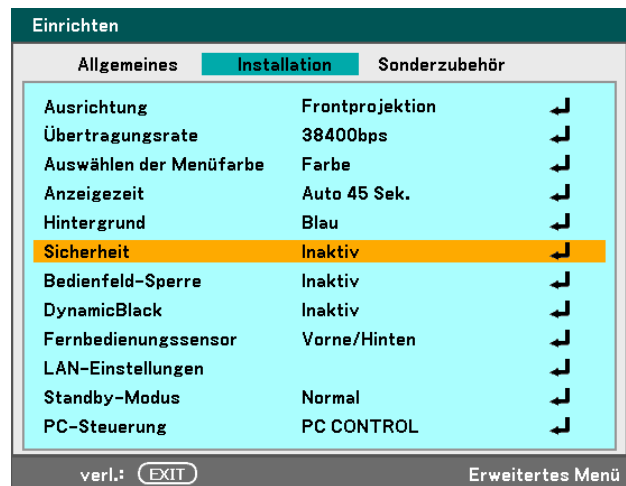 Einrichten
Allgemeines Installation Sonderzubehör
Ausrichtung Frontprojektion
Übertragungsrate 38400bps
Auswählen der Menüfarbe Farbe
Anzeigezeit Auto 45 Sek.
Hintergrund Blau
Sicherheit Inaktiv
Bedienfeld-Sperre Inaktiv
DynamicBlack Inaktiv
Fernbedienungssensor Vorne/Hinten
LAN-Einstellungen
Standby-Modus Normal
PC-Steuerung PC CONTROL
verl.: EXIT Erweitertes Menü